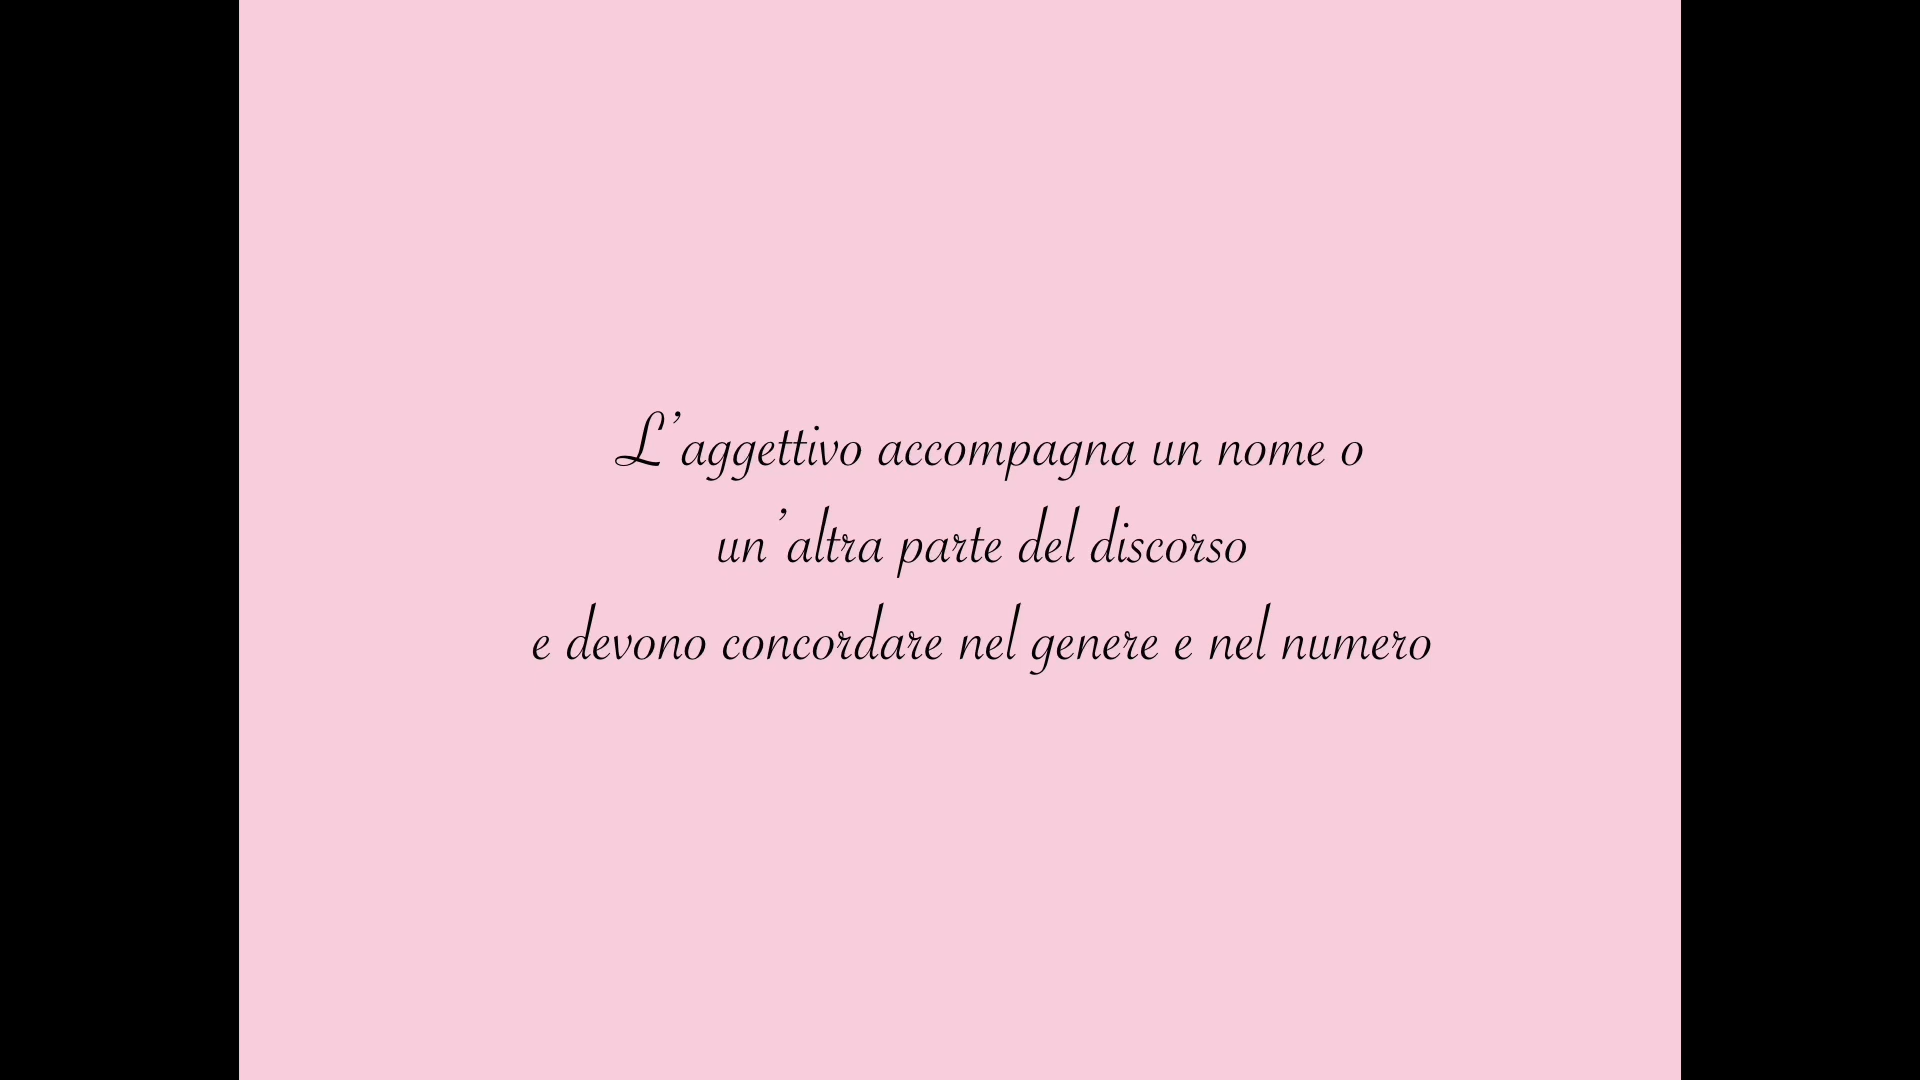 L'aggettivo accompagna un nome o
un'altra parte del discorso
e devono concordare nel genere e nel numero